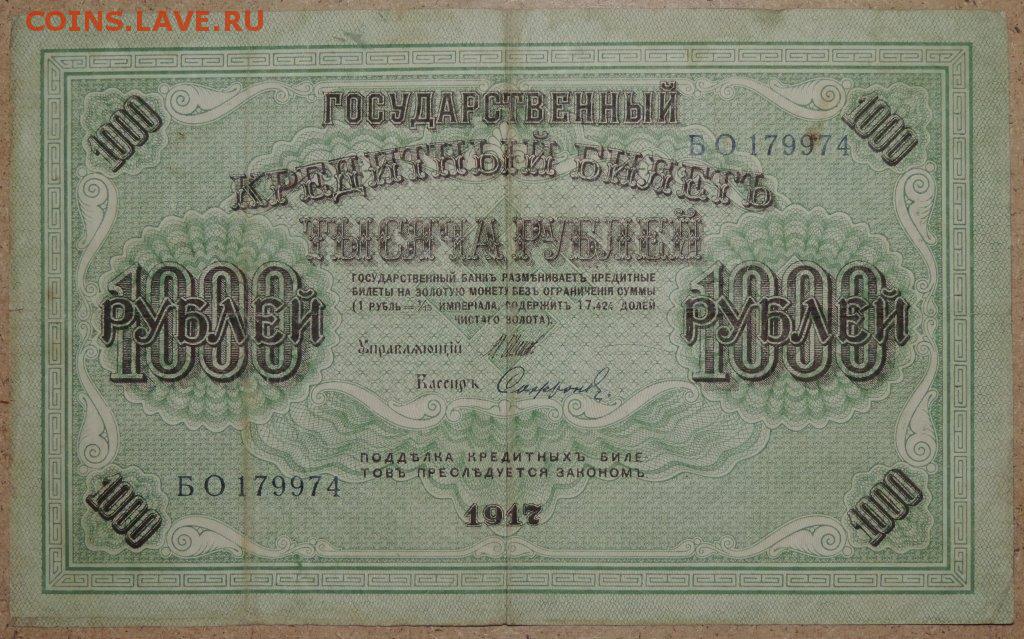 COINS.LAVE.RU
1000
1000
ГОСУДАРСТВЕННЫЙ
БО 179974
КРЕДИТНЫЙ БИЛЕТЪ
ТЫСЯЧА РУБЛЕЙ
ГОСУДАРСТВЕННЫЙ БАНКЪ РАЗМѢНИВАЕТЪ КРЕДИТНЫЕ
БИЛЕТЫ НА ЗОЛОТУЮ МОНЕТУ БЕЗЪ ОГРАНИЧЕНІЯ СУММЫ
(1 РУБЛЬ = 1/15 ИМПЕРІАЛА, СОДЕРЖИТЪ 17,424 ДОЛЕЙ
ЧИСТАГО ЗОЛОТА).
1000 РУБЛЕЙ
1000 РУБЛЕЙ
Управляющій
Кассиръ Софроновъ
ПОДДѢЛКА КРЕДИТНЫХЪ БИЛЕ-
ТОВЪ ПРЕСЛѢДУЕТСЯ ЗАКОНОМЪ.
БО 179974
1000
1917
1000